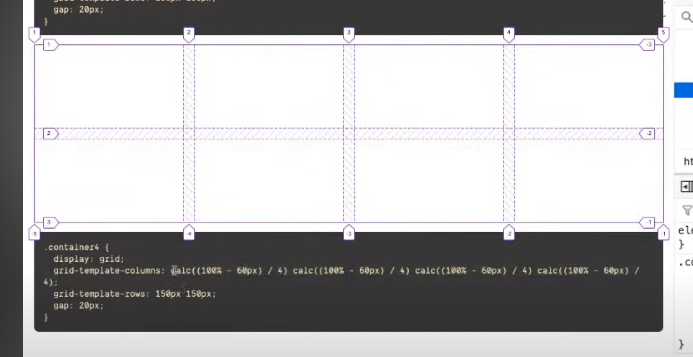 gap: 20px;
}
1 2 3 4 5
1 -3
2 -2
3 -1
-5 -4 -3 -2 -1
.container4 {
display: grid;
grid-template-columns: calc((100% - 60px) / 4) calc((100% - 60px) / 4) calc((100% - 60px) / 4) calc((100% - 60px) /
4);
grid-template-rows: 150px 150px;
gap: 20px;
}
ht
ele
}
.co
}